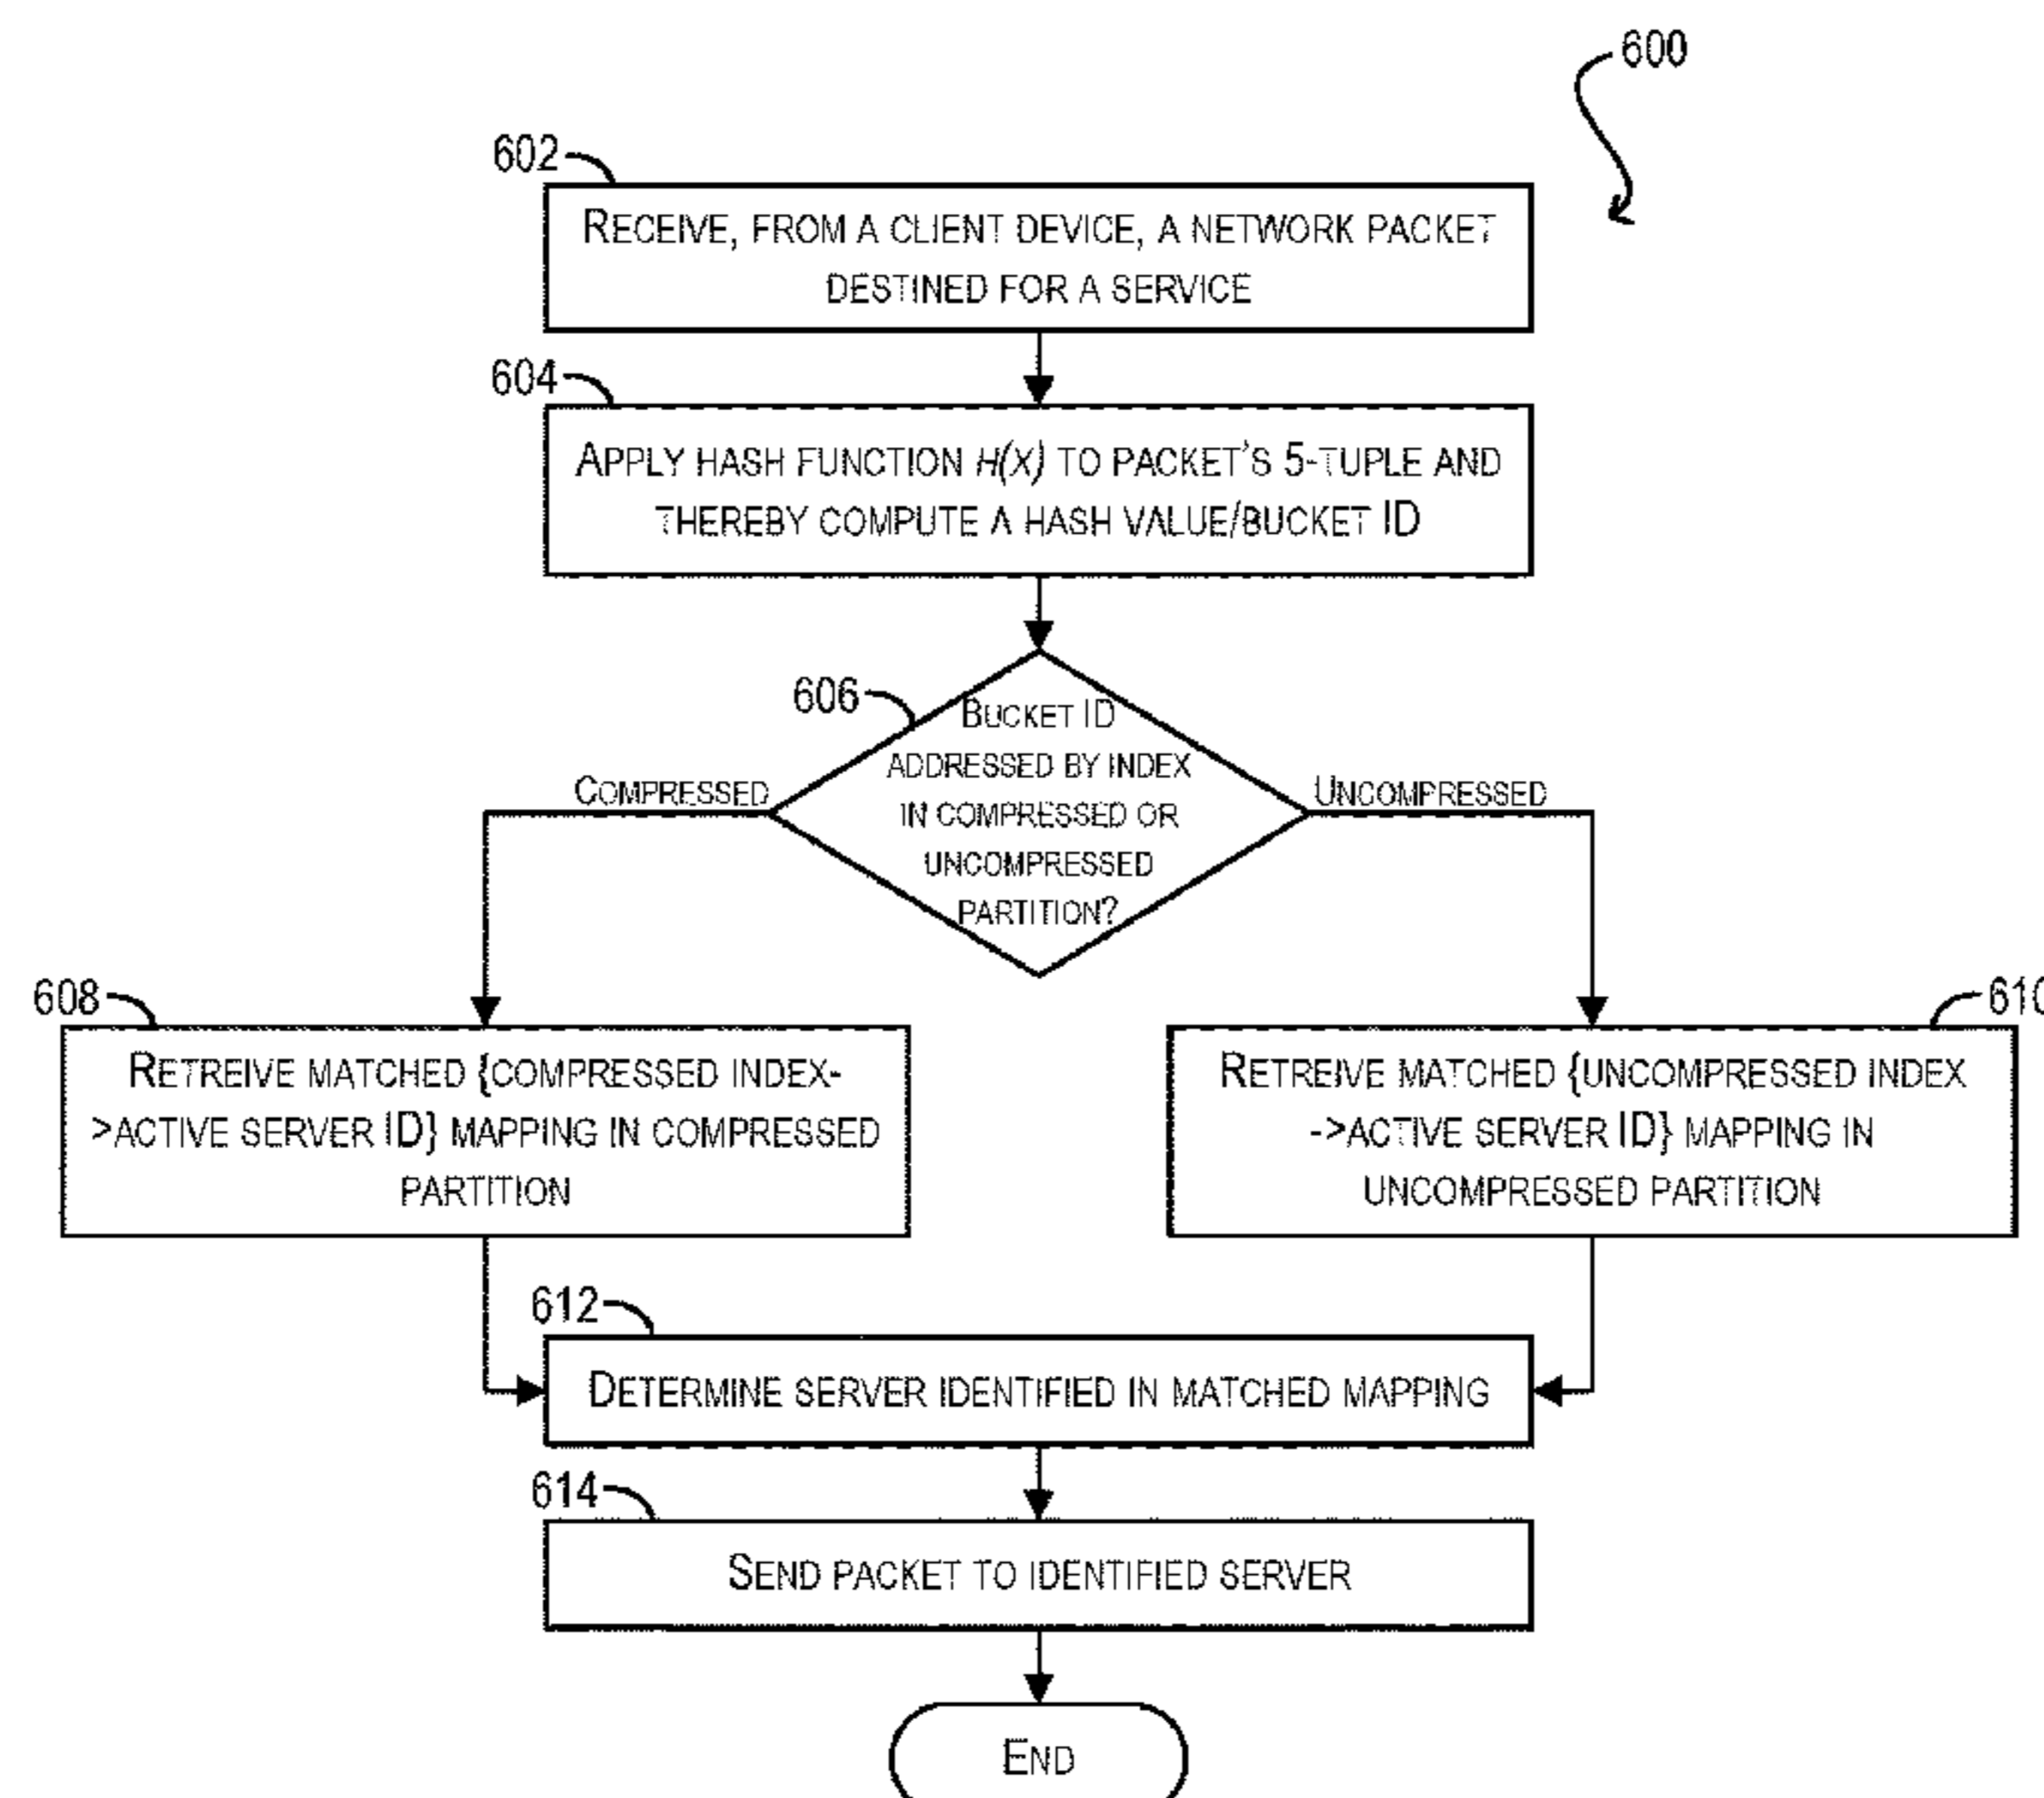 600
602
RECEIVE, FROM A CLIENT DEVICE, A NETWORK PACKET
DESTINED FOR A SERVICE
604
APPLY HASH FUNCTION H(X) TO PACKET'S 5-TUPLE AND
THEREBY COMPUTE A HASH VALUE/BUCKET ID
606
BUCKET ID
ADDRESSED BY INDEX
IN COMPRESSED OR
UNCOMPRESSED
PARTITION?
COMPRESSED
UNCOMPRESSED
608
RETREIVE MATCHED {COMPRESSED INDEX-
>ACTIVE SERVER ID} MAPPING IN COMPRESSED
PARTITION
610
RETREIVE MATCHED {UNCOMPRESSED INDEX
->ACTIVE SERVER ID} MAPPING IN
UNCOMPRESSED PARTITION
612
DETERMINE SERVER IDENTIFIED IN MATCHED MAPPING
614
SEND PACKET TO IDENTIFIED SERVER
END